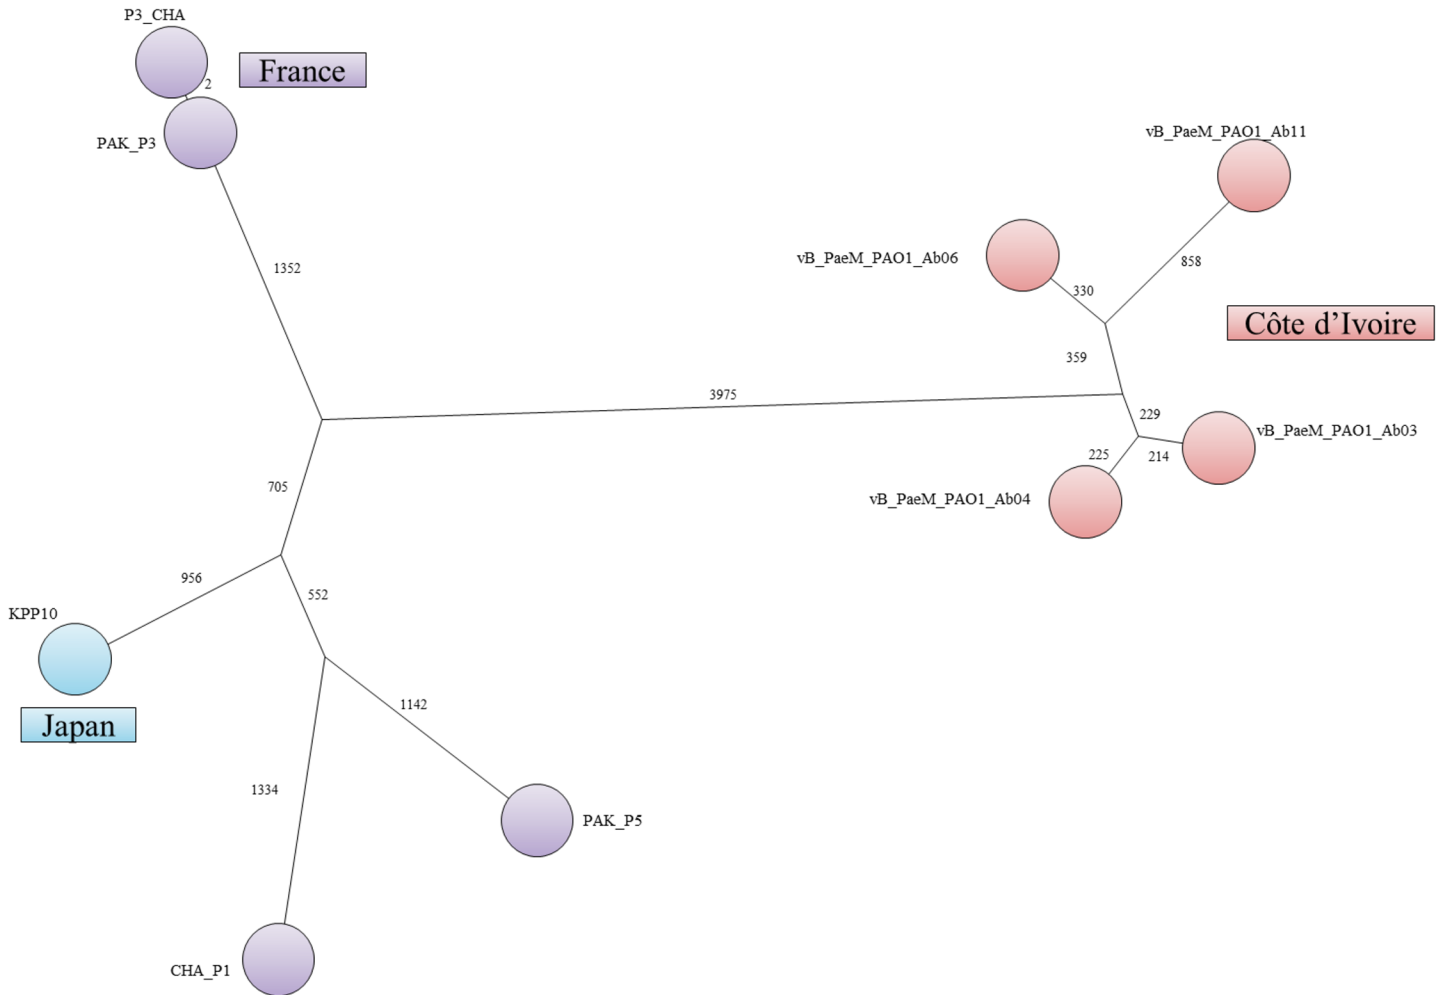 P3_CHA
France
2
PAK_P3
vB_PaeM_PAO1_Ab11
vB_PaeM_PAO1_Ab06
858
1352
330
Côte d’Ivoire
359
3975
229
vB_PaeM_PAO1_Ab03
225
214
705
vB_PaeM_PAO1_Ab04
956
552
KPP10
1142
Japan
1334
PAK_P5
CHA_P1